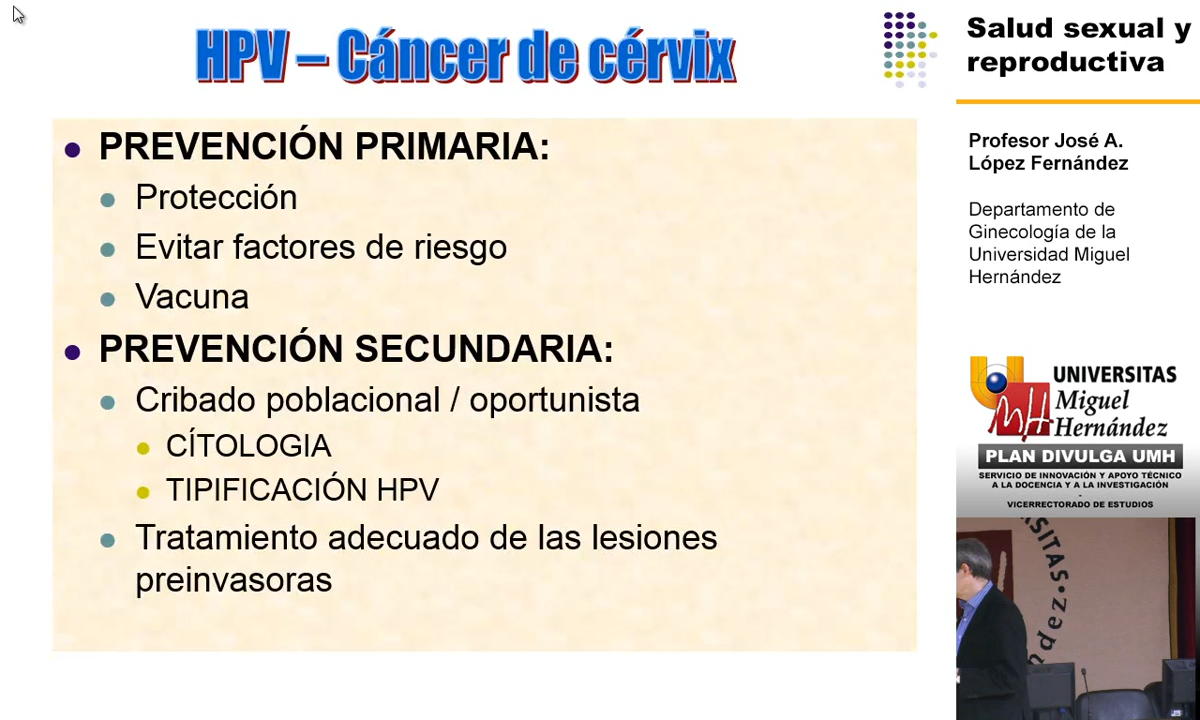 HPV – Cáncer de cérvix
PREVENCIÓN PRIMARIA:
Protección
Evitar factores de riesgo
Vacuna
PREVENCIÓN SECUNDARIA:
Cribado poblacional / oportunista
CÍTOLOGIA
TIPIFICACIÓN HPV
Tratamiento adecuado de las lesiones
preinvasoras
Salud sexual y
reproductiva
Profesor José A.
López Fernández
Departamento de
Ginecología de la
Universidad Miguel
Hernández
UNIVERSITAS
Miguel
Hernández
PLAN DIVULGA UMH
SERVICIO DE INNOVACIÓN Y APOYO TÉCNICO
A LA DOCENCIA Y A LA INVESTIGACIÓN
-
VICERRECTORADO DE ESTUDIOS